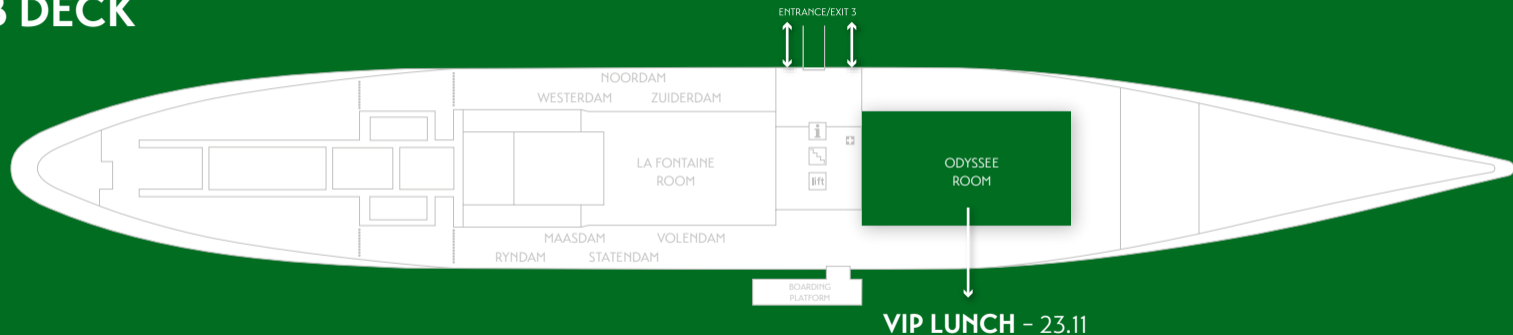 DECK
ENTRANCE/EXIT 3
NOORDAM
WESTERDAM ZUIDERDAM
LA FONTAINE
ROOM
lift
ODYSSEE
ROOM
MAASDAM VOLENDAM
RYNDAM STATENDAM
BOARDING
PLATFORM
VIP LUNCH – 23.11